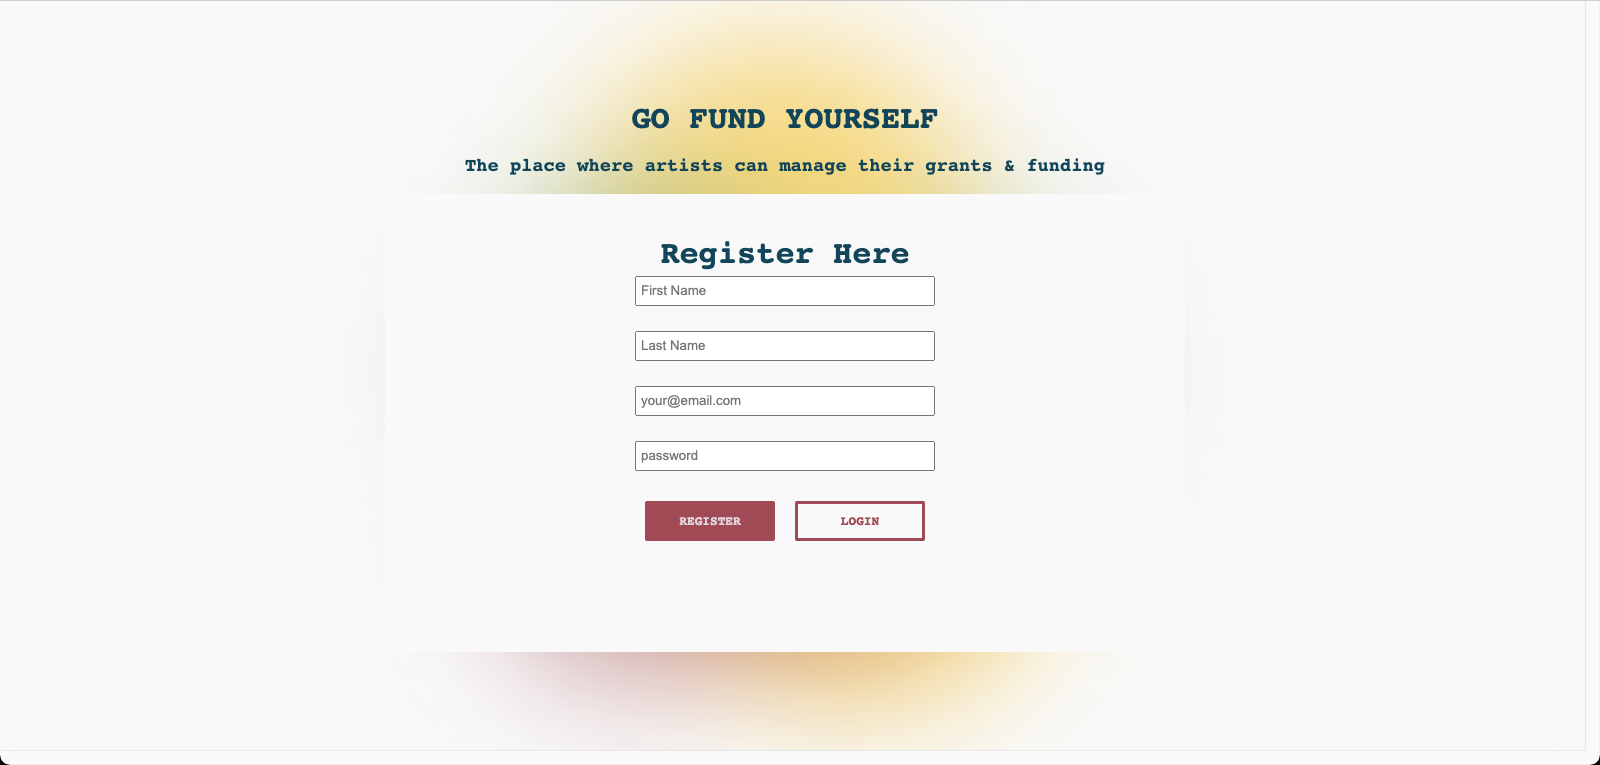 GO FUND YOURSELF
The place where artists can manage their grants & funding
Register Here
First Name
Last Name
your@email.com
password
REGISTER LOGIN